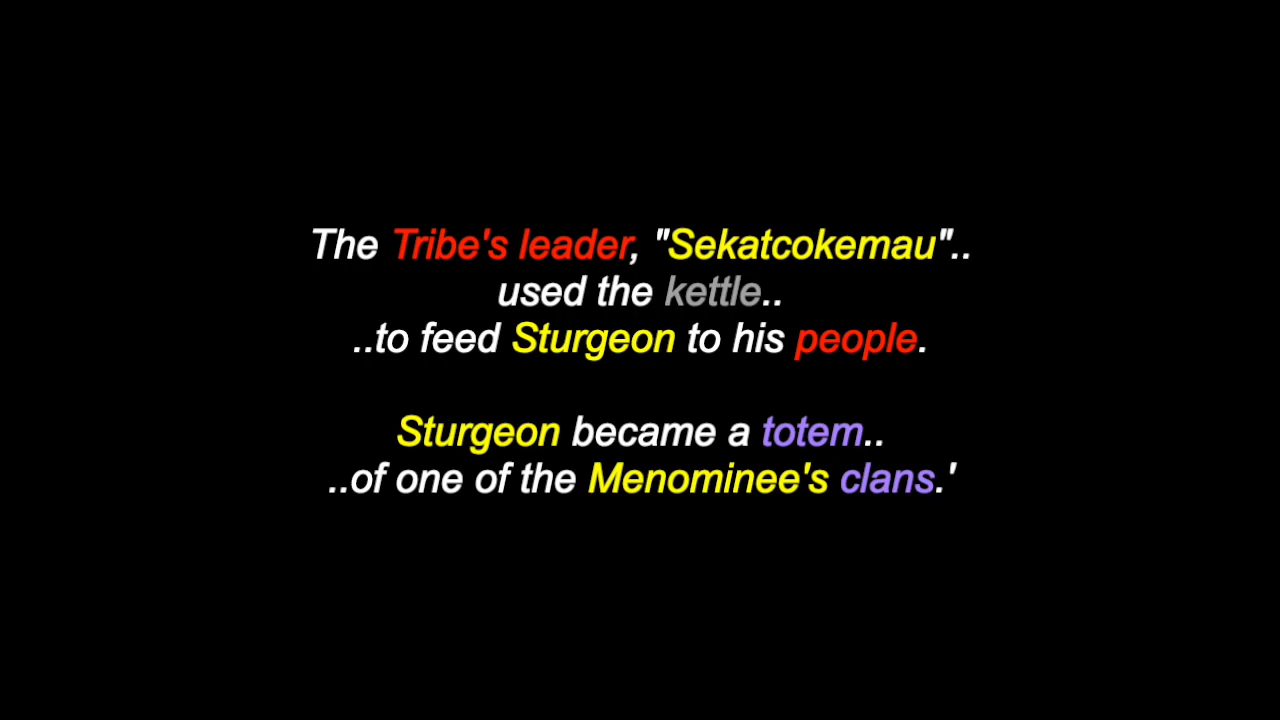 The Tribe's leader, "Sekatcokemau"..
used the kettle..
..to feed Sturgeon to his people.
Sturgeon became a totem..
..of one of the Menominee's clans.'